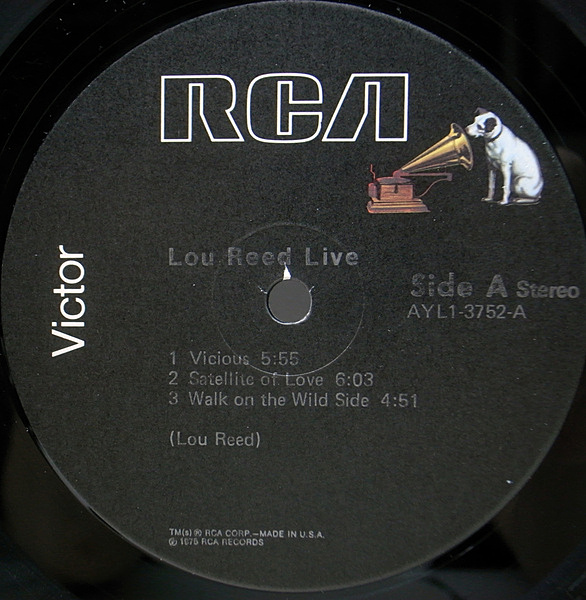 RCA
Victor
Lou Reed Live
Side A Stereo
AYL1-3752-A
1 Vicious 5:55
2 Satellite of Love 6:03
3 Walk on the Wild Side 4:51
(Lou Reed)
TM(s) ® RCA CORP.—MADE IN U.S.A.
℗ 1975 RCA RECORDS